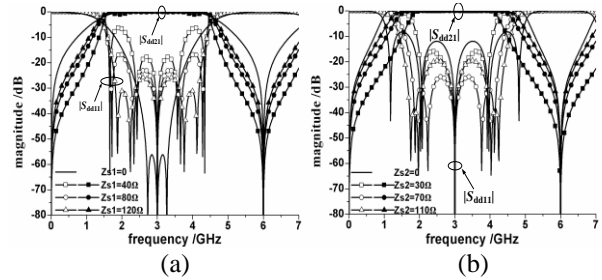 0
-10
-20
-30
-40
-50
-60
-70
-80
magnitude /dB
|Sdd21|
|Sdd11|
Zs1=0
Zs1=40Ω
Zs1=80Ω
Zs1=120Ω
0 1 2 3 4 5 6 7
frequency /GHz
(a)
0
-10
-20
-30
-40
-50
-60
-70
-80
magnitude /dB
|Sdd21|
|Sdd11|
Zs2=0
Zs2=30Ω
Zs2=70Ω
Zs2=110Ω
0 1 2 3 4 5 6 7
frequency /GHz
(b)